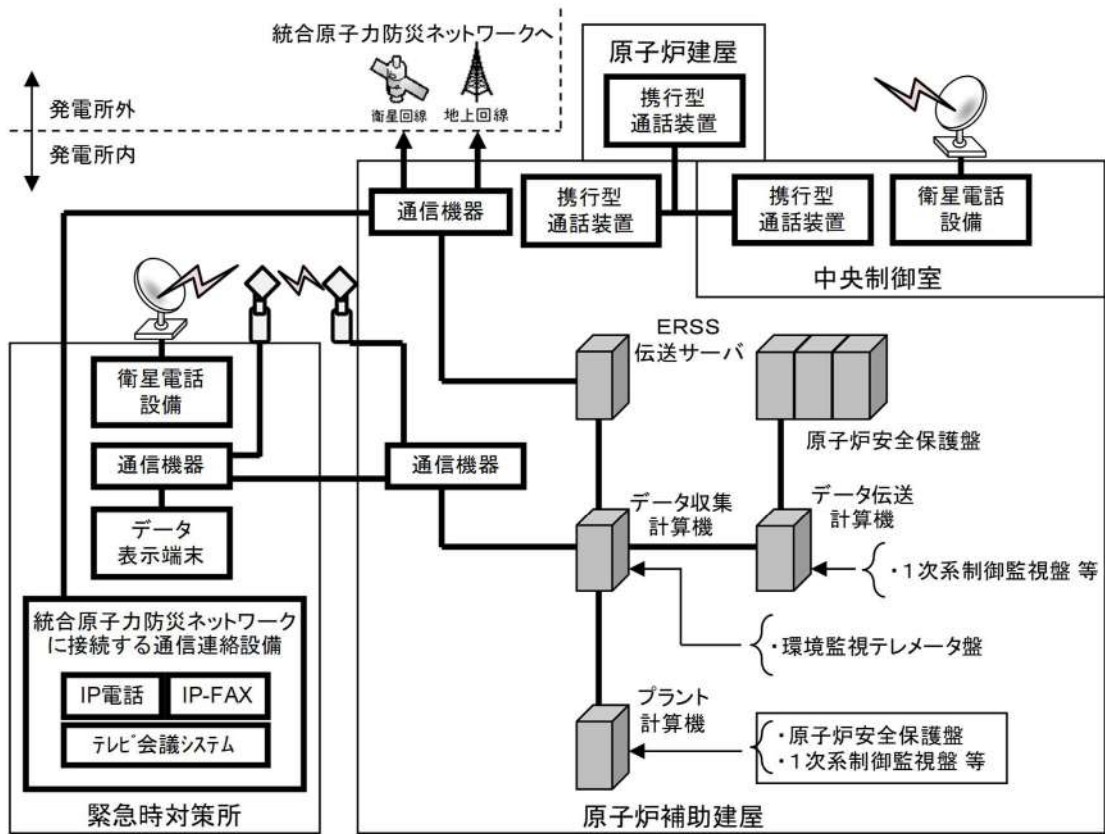 統合原子力防災ネットワークへ
発電所外
発電所内
衛星回線
地上回線
原子炉建屋
携行型
通話装置
通信機器
携行型
通話装置
携行型
通話装置
衛星電話
設備
中央制御室
衛星電話
設備
通信機器
データ
表示端末
統合原子力防災ネットワーク
に接続する通信連絡設備
IP電話
IP-FAX
ﾃﾚﾋﾞ会議システム
緊急時対策所
通信機器
ERSS
伝送サーバ
原子炉安全保護盤
データ収集
計算機
データ伝送
計算機
・1次系制御監視盤 等
・環境監視テレメータ盤
プラント
計算機
・原子炉安全保護盤
・1次系制御監視盤 等
原子炉補助建屋